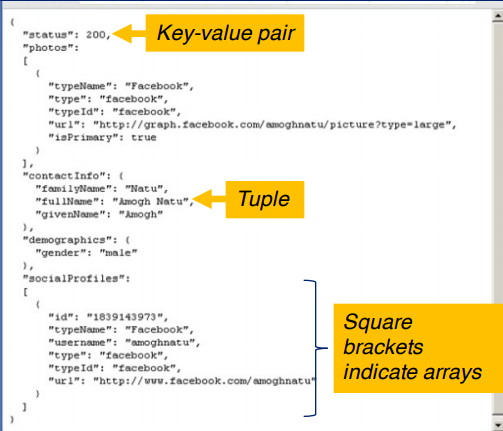 {
"status": 200,
Key-value pair
"photos":
[
{
"typeName": "Facebook",
"type": "facebook",
"typeId": "facebook",
"url": "http://graph.facebook.com/amoghnatu/picture?type=large",
"isPrimary": true
}
],
"contactInfo": {
"familyName": "Natu",
"fullName": "Amogh Natu",
Tuple
"givenName": "Amogh"
},
"demographics": {
"gender": "male"
},
"socialProfiles":
[
{
"id": "1839143973",
"typeName": "Facebook",
"username": "amoghnatu",
"type": "facebook",
"typeId": "facebook",
"url": "http://www.facebook.com/amoghnatu"
}
]
}
Square
brackets
indicate arrays